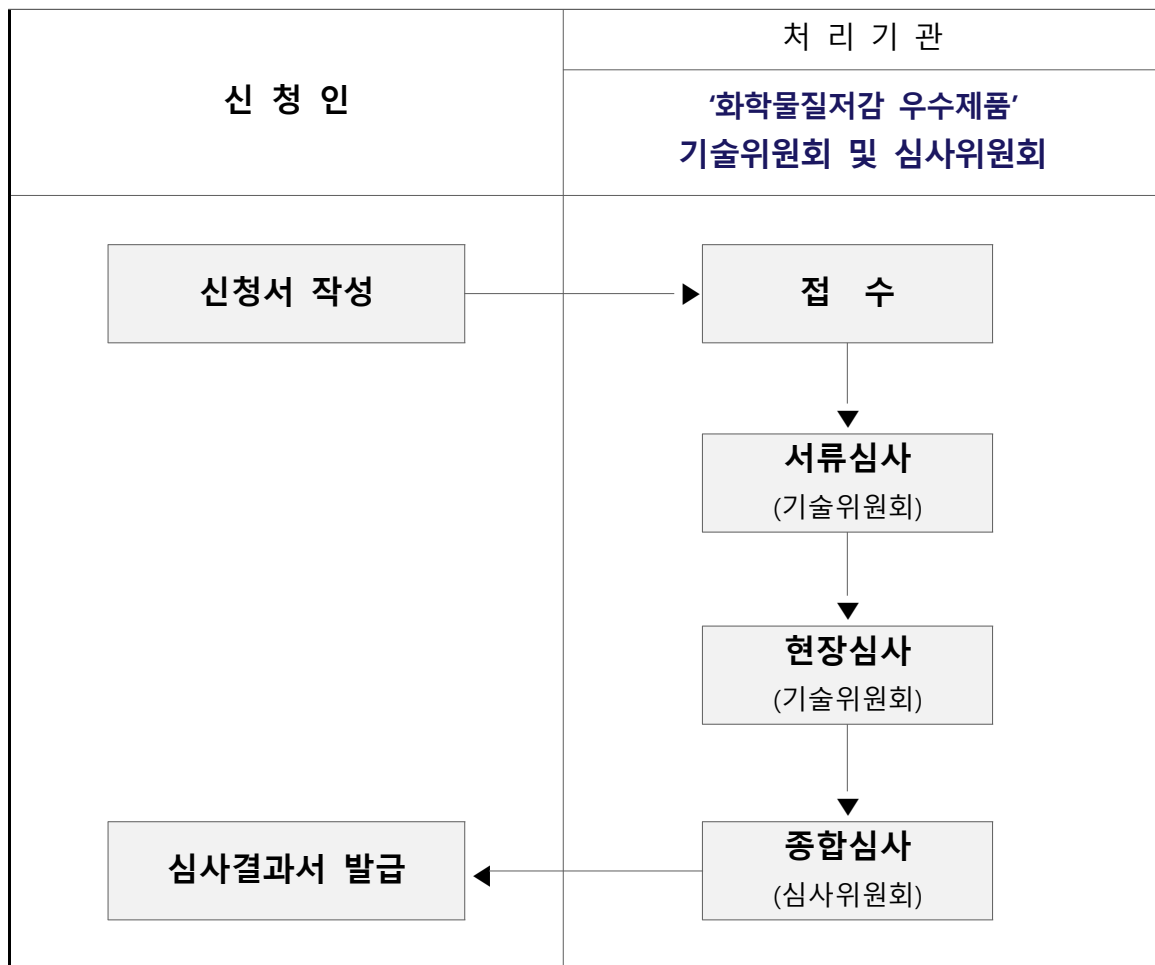 신 청 인
처 리 기 관
‘화학물질저감 우수제품’
기술위원회 및 심사위원회
신청서 작성
접 수
서류심사
(기술위원회)
현장심사
(기술위원회)
종합심사
(심사위원회)
심사결과서 발급